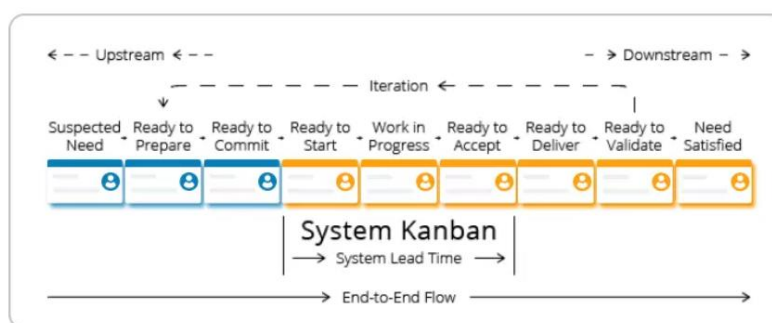 Upstream
Downstream
Iteration
Suspected Need
Ready to Prepare
Ready to Commit
Ready to Start
Work in Progress
Ready to Accept
Ready to Deliver
Ready to Validate
Need Satisfied
System Kanban
System Lead Time
End-to-End Flow